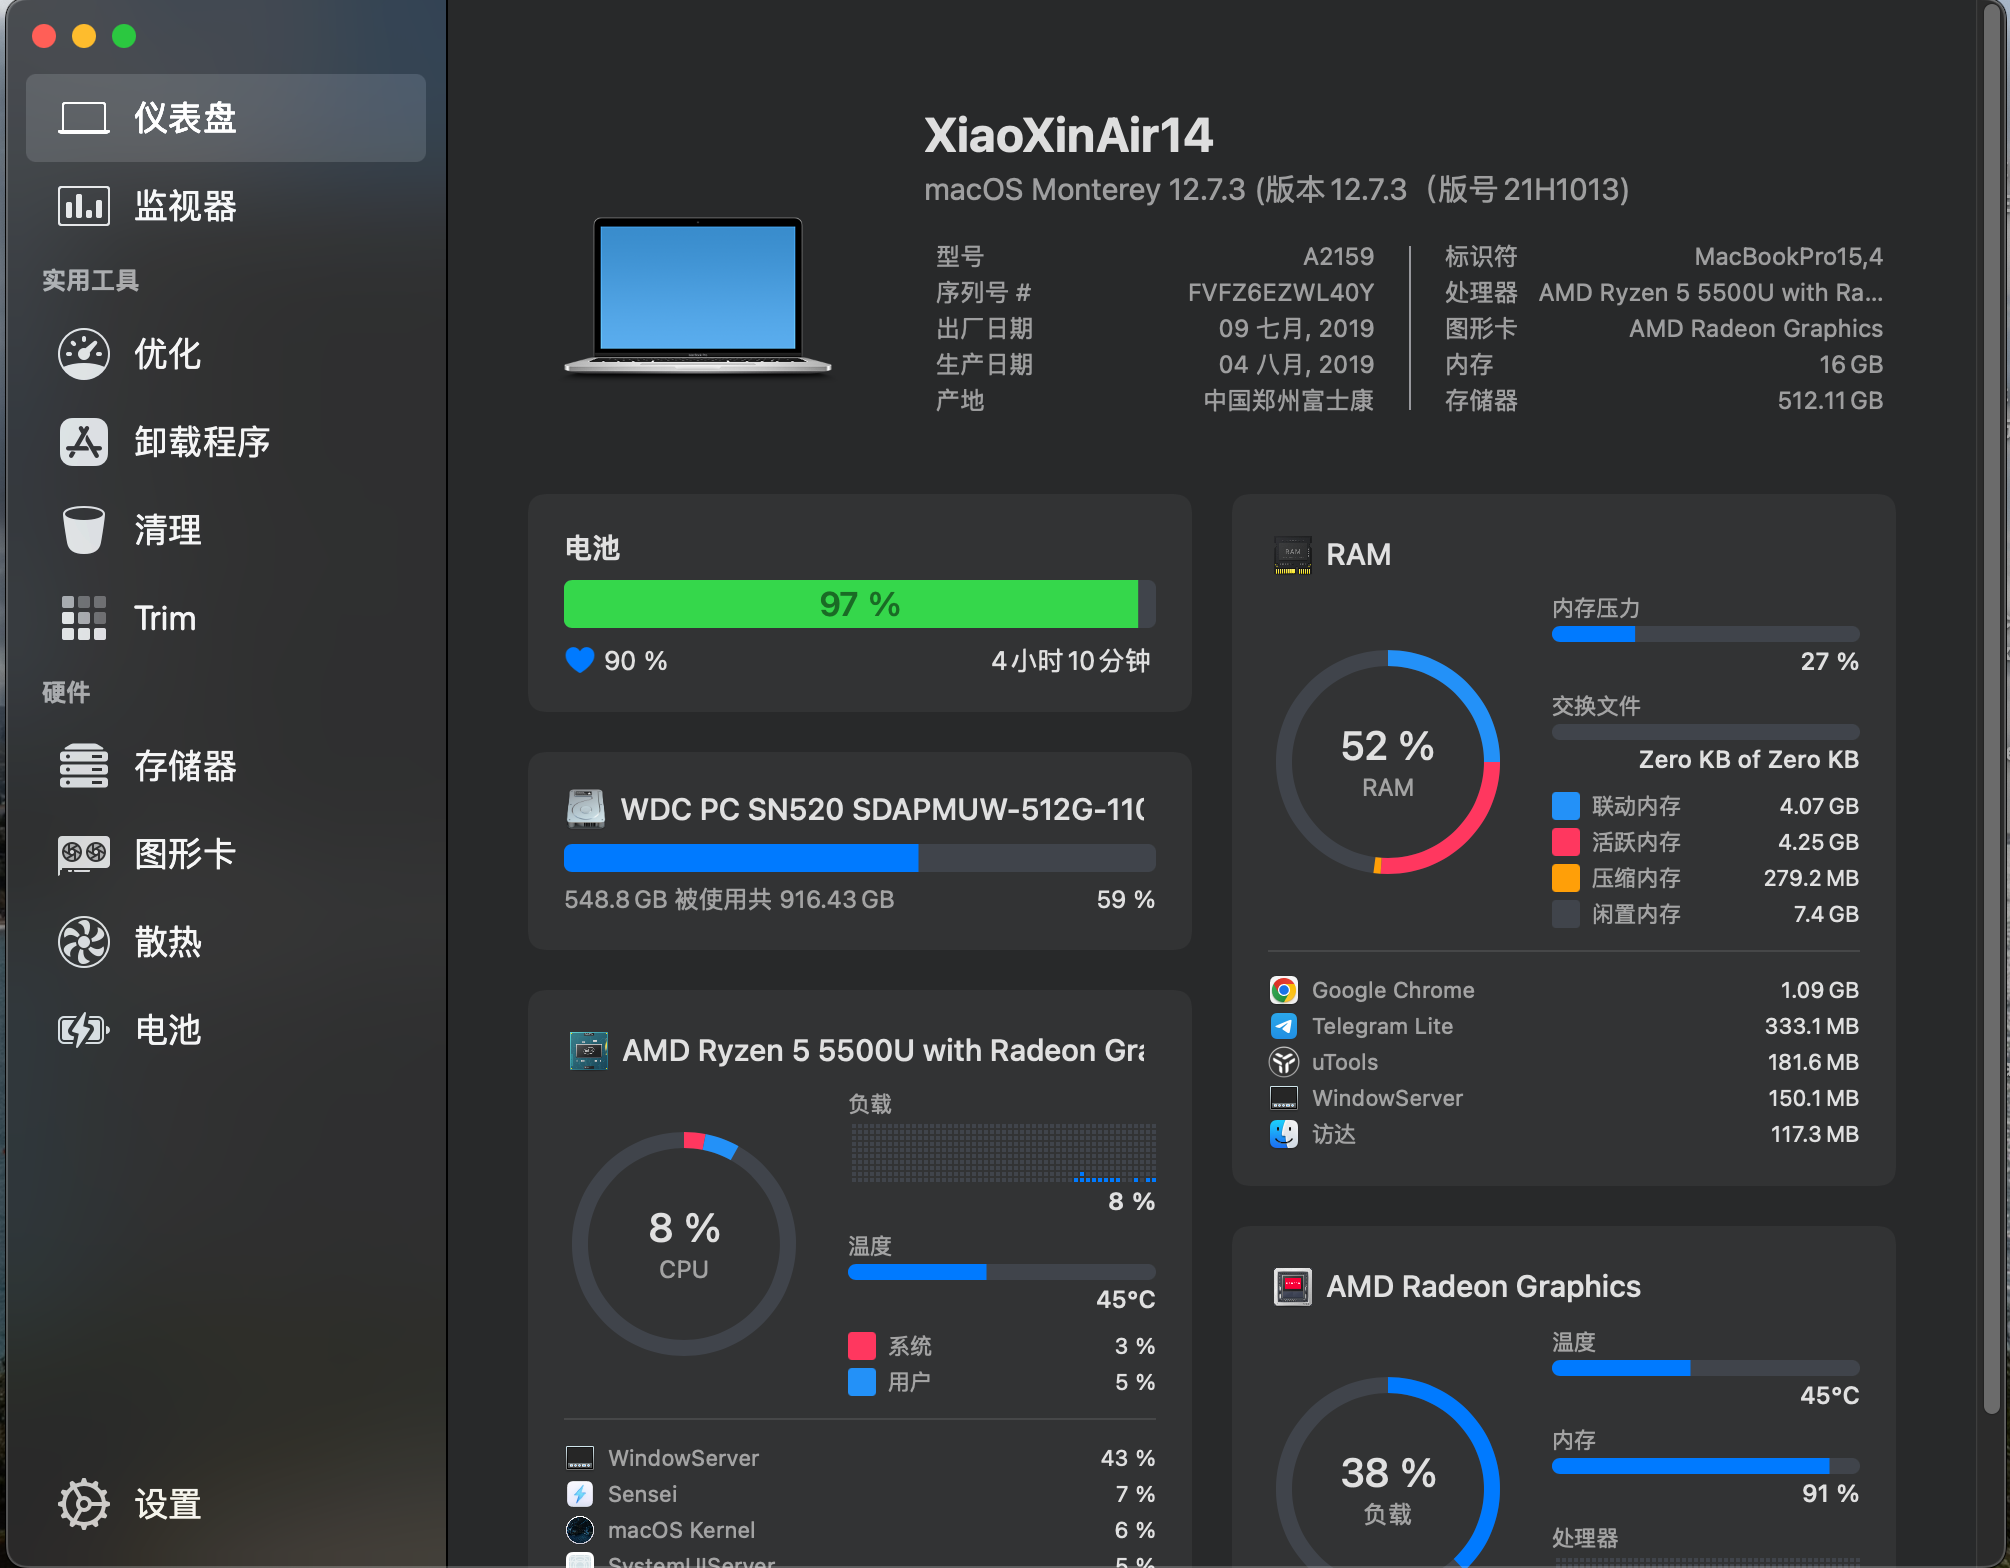 仪表盘
监视器
实用工具
优化
卸载程序
清理
Trim
硬件
存储器
图形卡
散热
电池
设置
XiaoXinAir14
macOS Monterey 12.7.3 (版本 12.7.3（版号 21H1013)
型号 A2159
序列号 # FVFZ6EZWL40Y
出厂日期 09 七月, 2019
生产日期 04 八月, 2019
产地 中国郑州富士康
标识符 MacBookPro15,4
处理器 AMD Ryzen 5 5500U with Ra...
图形卡 AMD Radeon Graphics
内存 16 GB
存储器 512.11 GB
电池
97 %
90 % 4 小时 10 分钟
WDC PC SN520 SDAPMUW-512G-110
548.8 GB 被使用共 916.43 GB 59 %
AMD Ryzen 5 5500U with Radeon Gra
负载
8 %
8 %
CPU
温度
45°C
系统 3 %
用户 5 %
WindowServer 43 %
Sensei 7 %
macOS Kernel 6 %
SystemUIServer 5 %
RAM
内存压力
27 %
52 %
RAM
交换文件
Zero KB of Zero KB
联动内存 4.07 GB
活跃内存 4.25 GB
压缩内存 279.2 MB
闲置内存 7.4 GB
Google Chrome 1.09 GB
Telegram Lite 333.1 MB
uTools 181.6 MB
WindowServer 150.1 MB
访达 117.3 MB
AMD Radeon Graphics
温度
45°C
38 %
负载
内存
91 %
处理器